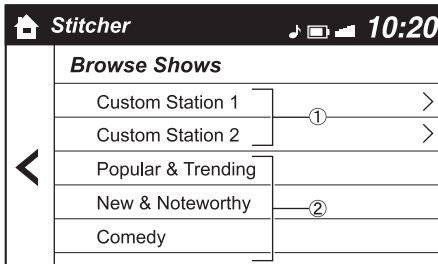 Stitcher 10:20
Browse Shows
Custom Station 1
①
Custom Station 2
Popular & Trending
New & Noteworthy
②
Comedy